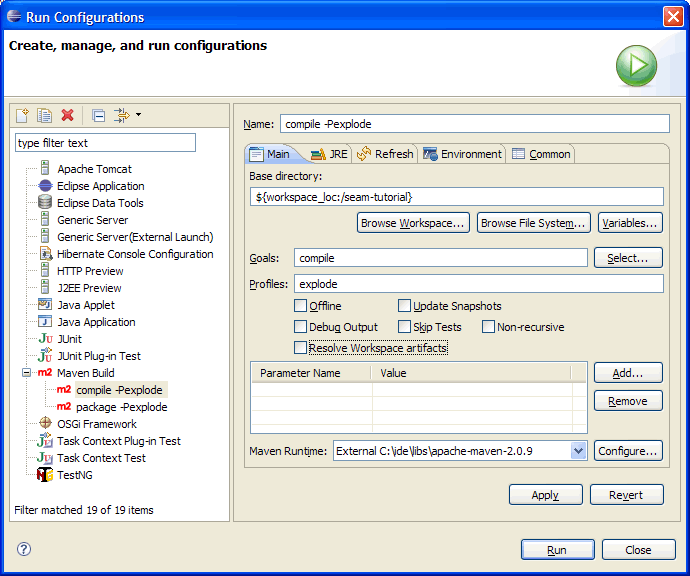 Run Configurations
Create, manage, and run configurations
type filter text
Apache Tomcat
Eclipse Application
Eclipse Data Tools
Generic Server
Generic Server(External Launch)
Hibernate Console Configuration
HTTP Preview
J2EE Preview
Java Applet
Java Application
Ju JUnit
JUnit Plug-in Test
m2 Maven Build
m2 compile -Pexplode
m2 package -Pexplode
OSGi Framework
Task Context Plug-in Test
Ju Task Context Test
TestNG
Filter matched 19 of 19 items
Name: compile -Pexplode
Main JRE Refresh Environment Common
Base directory:
${workspace_loc:/seam-tutorial}
Browse Workspace... Browse File System... Variables...
Goals: compile Select...
Profiles: explode
Offline Update Snapshots
Debug Output Skip Tests Non-recursive
Resolve Workspace artifacts
Parameter Name Value Add...
Remove
Maven Runtime: External C:\ide\libs\apache-maven-2.0.9 Configure...
Apply Revert
? Run Close